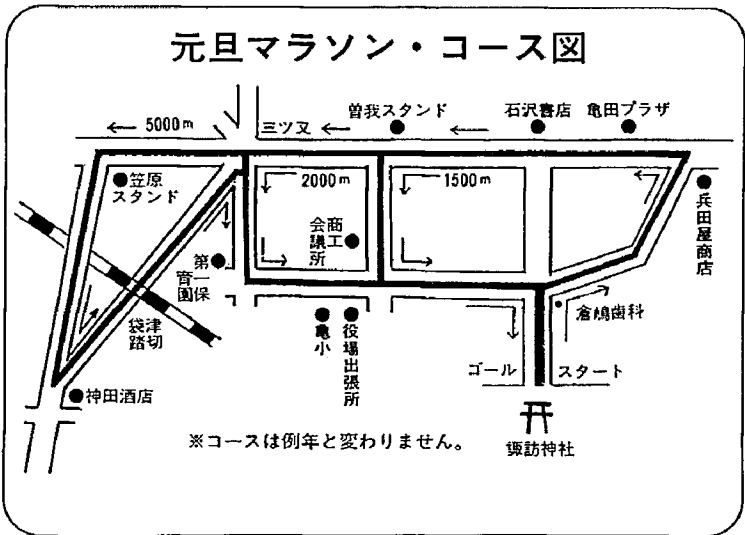 元旦マラソン・コース図
← 5000m
三ツ又
曽我スタンド
石沢書店
亀田プラザ
笠原
スタンド
2000m
1500m
商工
会議所
兵田屋商店
第一保
育園
袋津
踏切
亀小
役場出張所
倉嶋歯科
ゴール
スタート
神田酒店
諏訪神社
※コースは例年と変わりません。